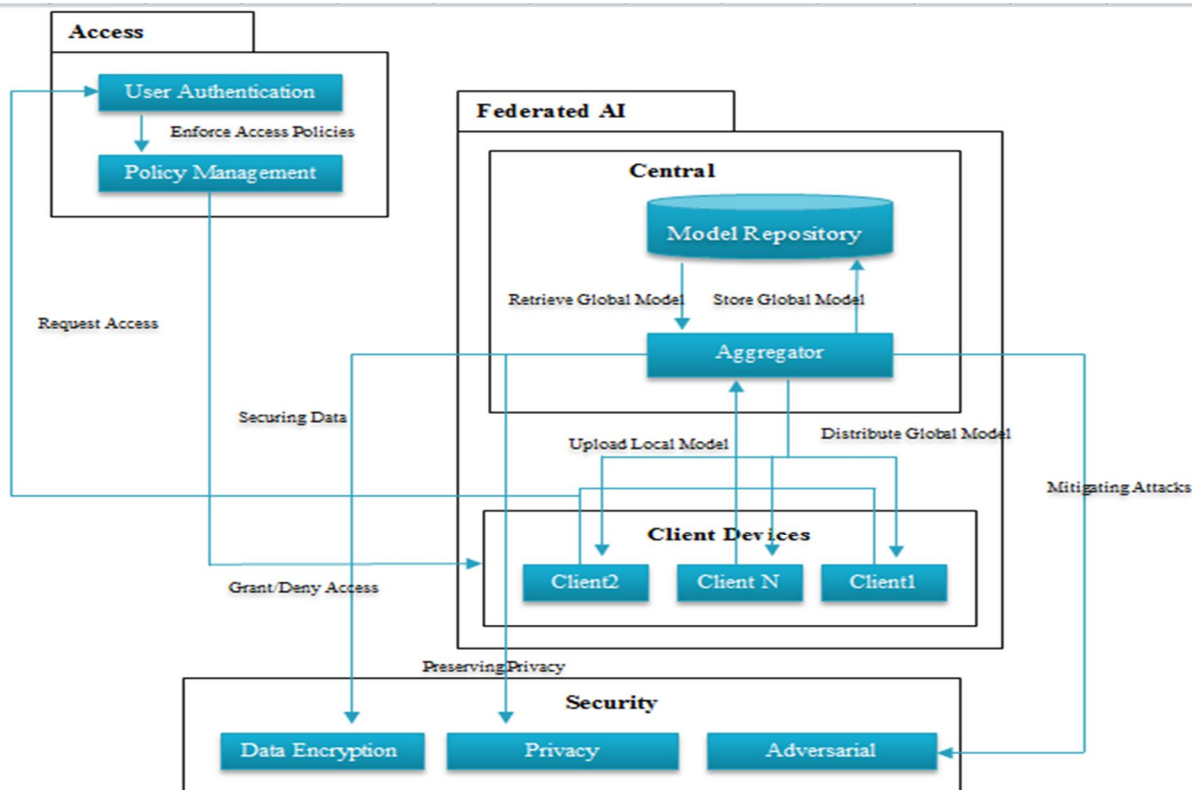 Access
User Authentication
Enforce Access Policies
Policy Management
Federated AI
Central
Model Repository
Retrieve Global Model
Store Global Model
Request Access
Aggregator
Securing Data
Upload Local Model
Distribute Global Model
Mitigating Attacks
Client Devices
Client2
Client N
Client1
Grant/Deny Access
Preserving Privacy
Security
Data Encryption
Privacy
Adversarial